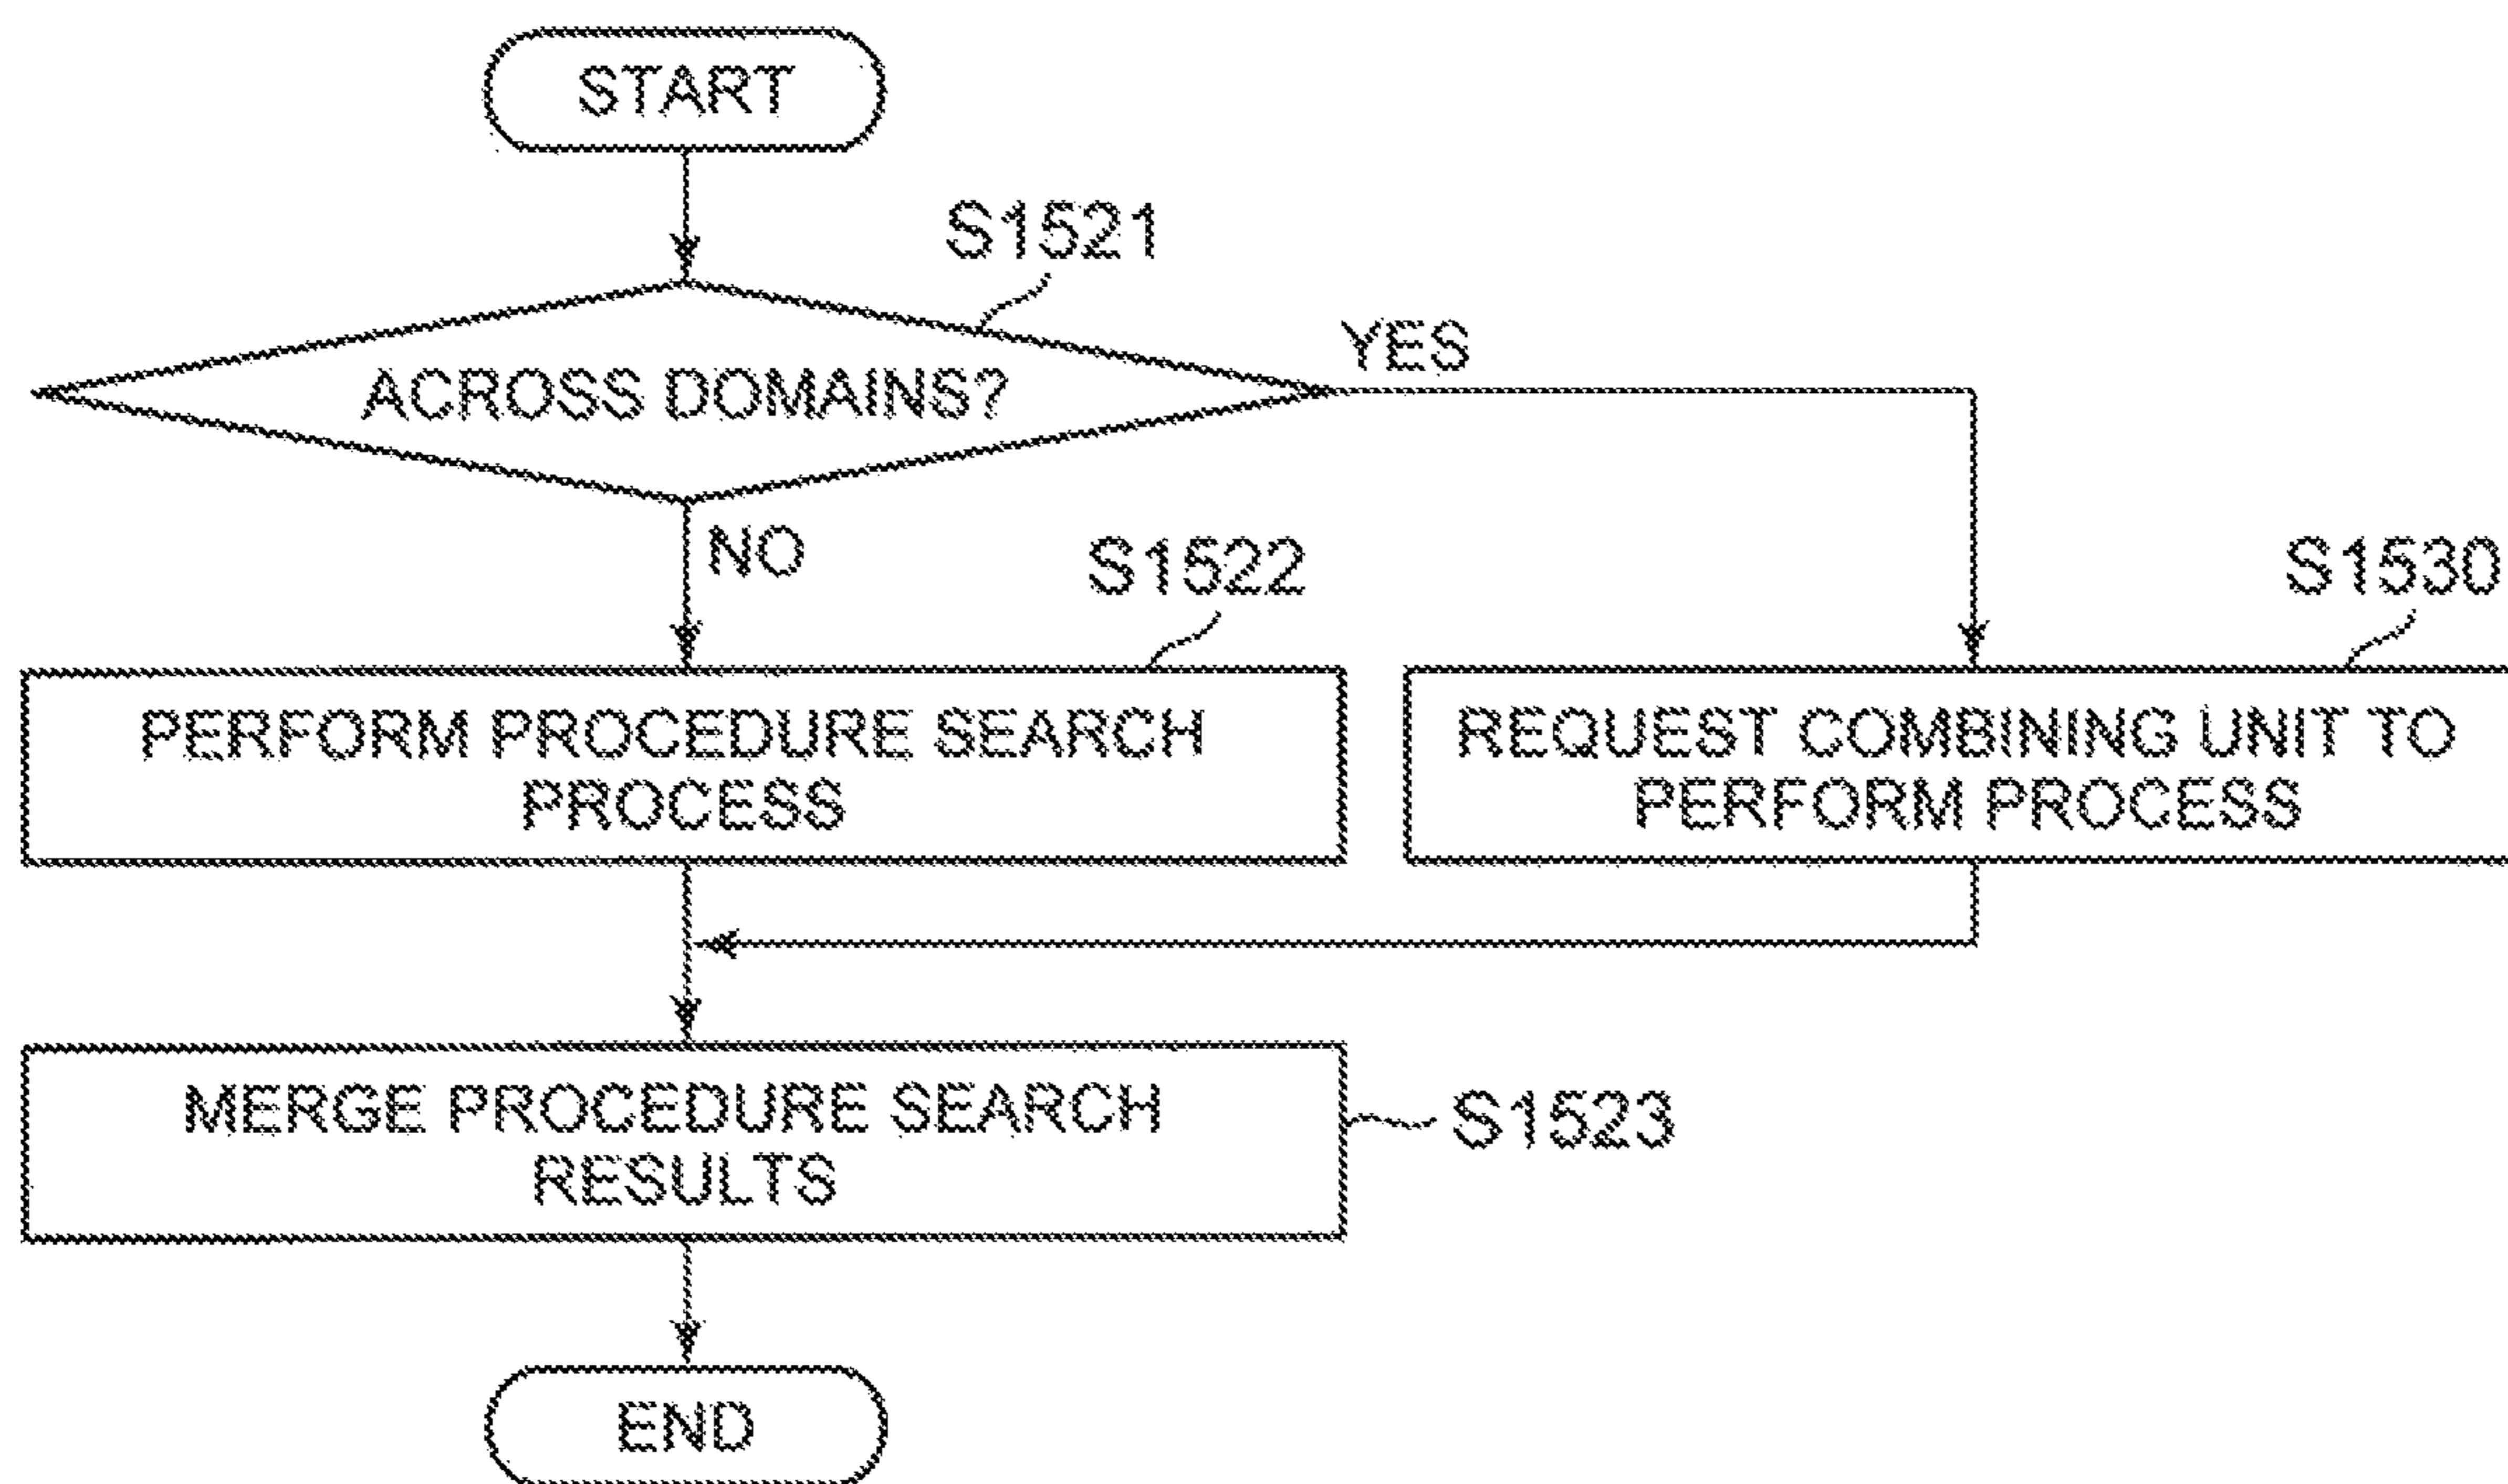 START
S1521
ACROSS DOMAINS?
YES
NO
S1522
S1530
PERFORM PROCEDURE SEARCH
PROCESS
REQUEST COMBINING UNIT TO
PERFORM PROCESS
MERGE PROCEDURE SEARCH
RESULTS
S1523
END